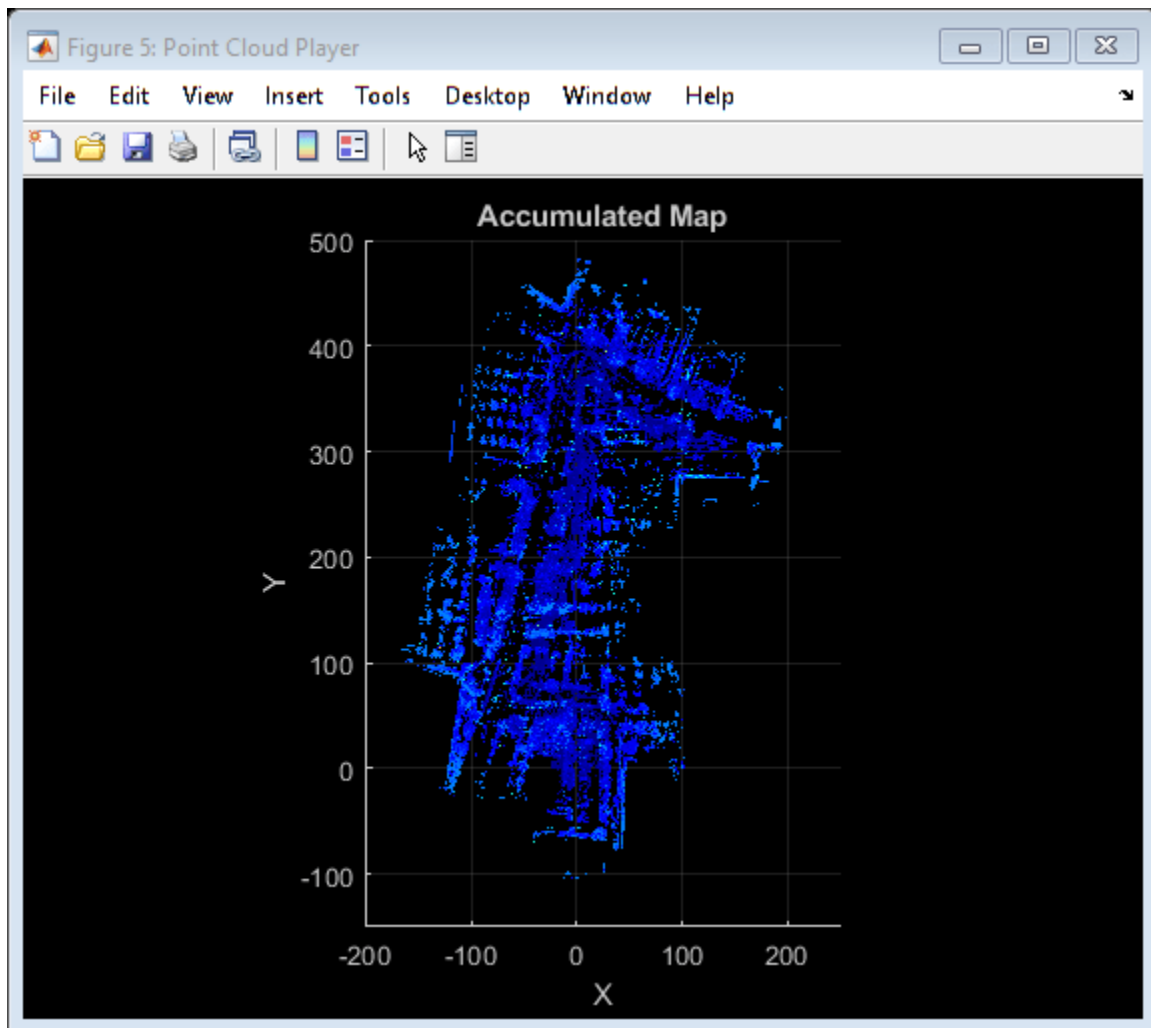 Figure 5: Point Cloud Player
File Edit View Insert Tools Desktop Window Help
Accumulated Map
500
400
300
200
100
0
-100
Y
-200 -100 0 100 200
X